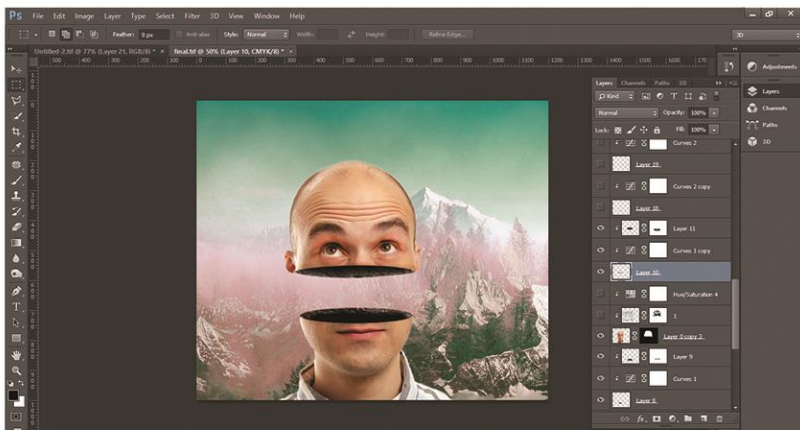 Ps File Edit Image Layer Type Select Filter 3D View Window Help
Feather: 0 px Anti-alias Style: Normal Width: Height: Refine Edge... 3D
Untitled-2.tif @ 77% (Layer 21, RGB/8) * × final.tif @ 50% (Layer 10, CMYK/8) * ×
Layers Channels Paths 3D
Kind
Normal Opacity: 100%
Lock: Fill: 100%
Curves 2
Layer 19
Curves 2 copy
Layer 18
Layer 11
Curves 1 copy
Layer 10
Hue/Saturation 4
1
Layer 0 copy 3
Layer 9
Curves 1
Layer 8
Adjustments
Layers
Channels
Paths
3D